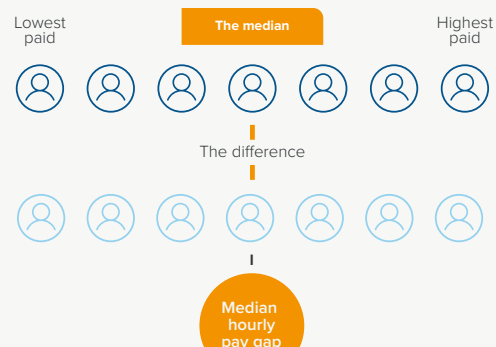 Lowest
paid
The median
Highest
paid
The difference
Median
hourly
pay gap